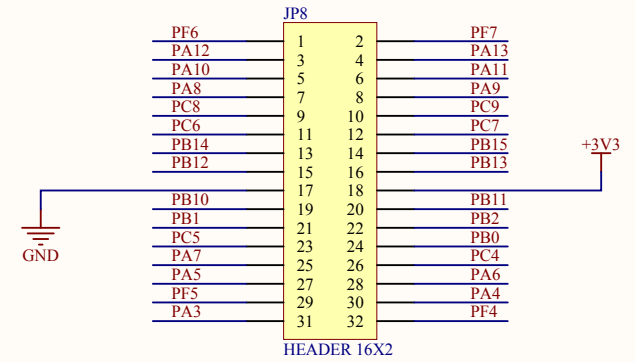 JP8
PF6 1 2 PF7
PA12 3 4 PA13
PA10 5 6 PA11
PA8 7 8 PA9
PC8 9 10 PC9
PC6 11 12 PC7
PB14 13 14 PB15
+3V3
PB12 15 16 PB13
17 18
PB10 19 20 PB11
PB1 21 22 PB2
PC5 23 24 PB0
GND
PA7 25 26 PC4
PA5 27 28 PA6
PF5 29 30 PA4
PA3 31 32 PF4
HEADER 16X2